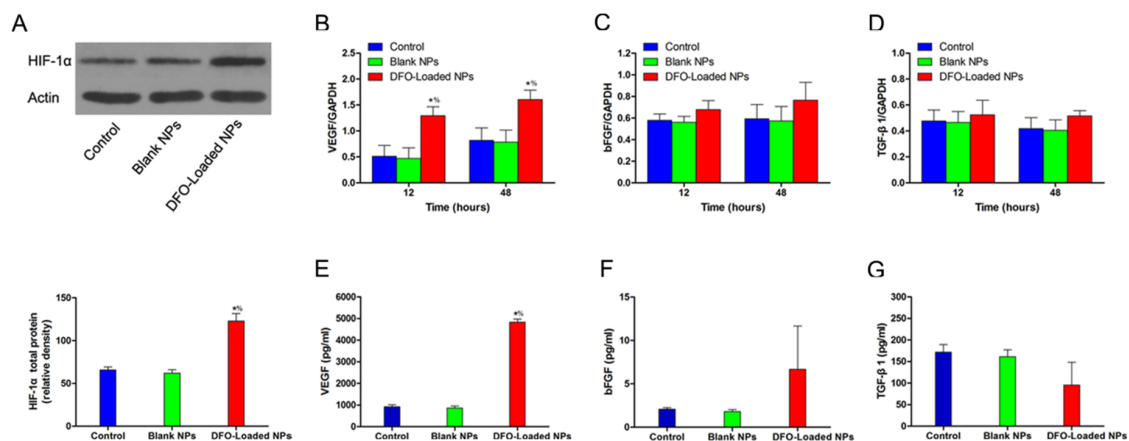 A
HIF-1α
Actin
Control
Blank NPs
DFO-Loaded NPs
HIF-1α total protein
(relative density)
150
100
50
0
Control
Blank NPs
DFO-Loaded NPs
*%
B
Control
Blank NPs
DFO-Loaded NPs
VEGF/GAPDH
2.5
2.0
1.5
1.0
0.5
0.0
*%
*%
12
48
Time (hours)
C
Control
Blank NPs
DFO-Loaded NPs
bFGF/GAPDH
1.2
1.0
0.8
0.6
0.4
0.2
0.0
12
48
Time (hours)
D
Control
Blank NPs
DFO-Loaded NPs
TGF-β 1/GAPDH
1.2
1.0
0.8
0.6
0.4
0.2
0.0
12
48
Time (hours)
E
VEGF
(pg/ml)
6000
5000
4000
3000
2000
1000
0
*%
Control
Blank NPs
DFO-Loaded NPs
F
bFGF
(pg/ml)
15
10
5
0
Control
Blank NPs
DFO-Loaded NPs
G
TGF-β 1
(pg/ml)
300
250
200
150
100
50
0
Control
Blank NPs
DFO-Loaded NPs